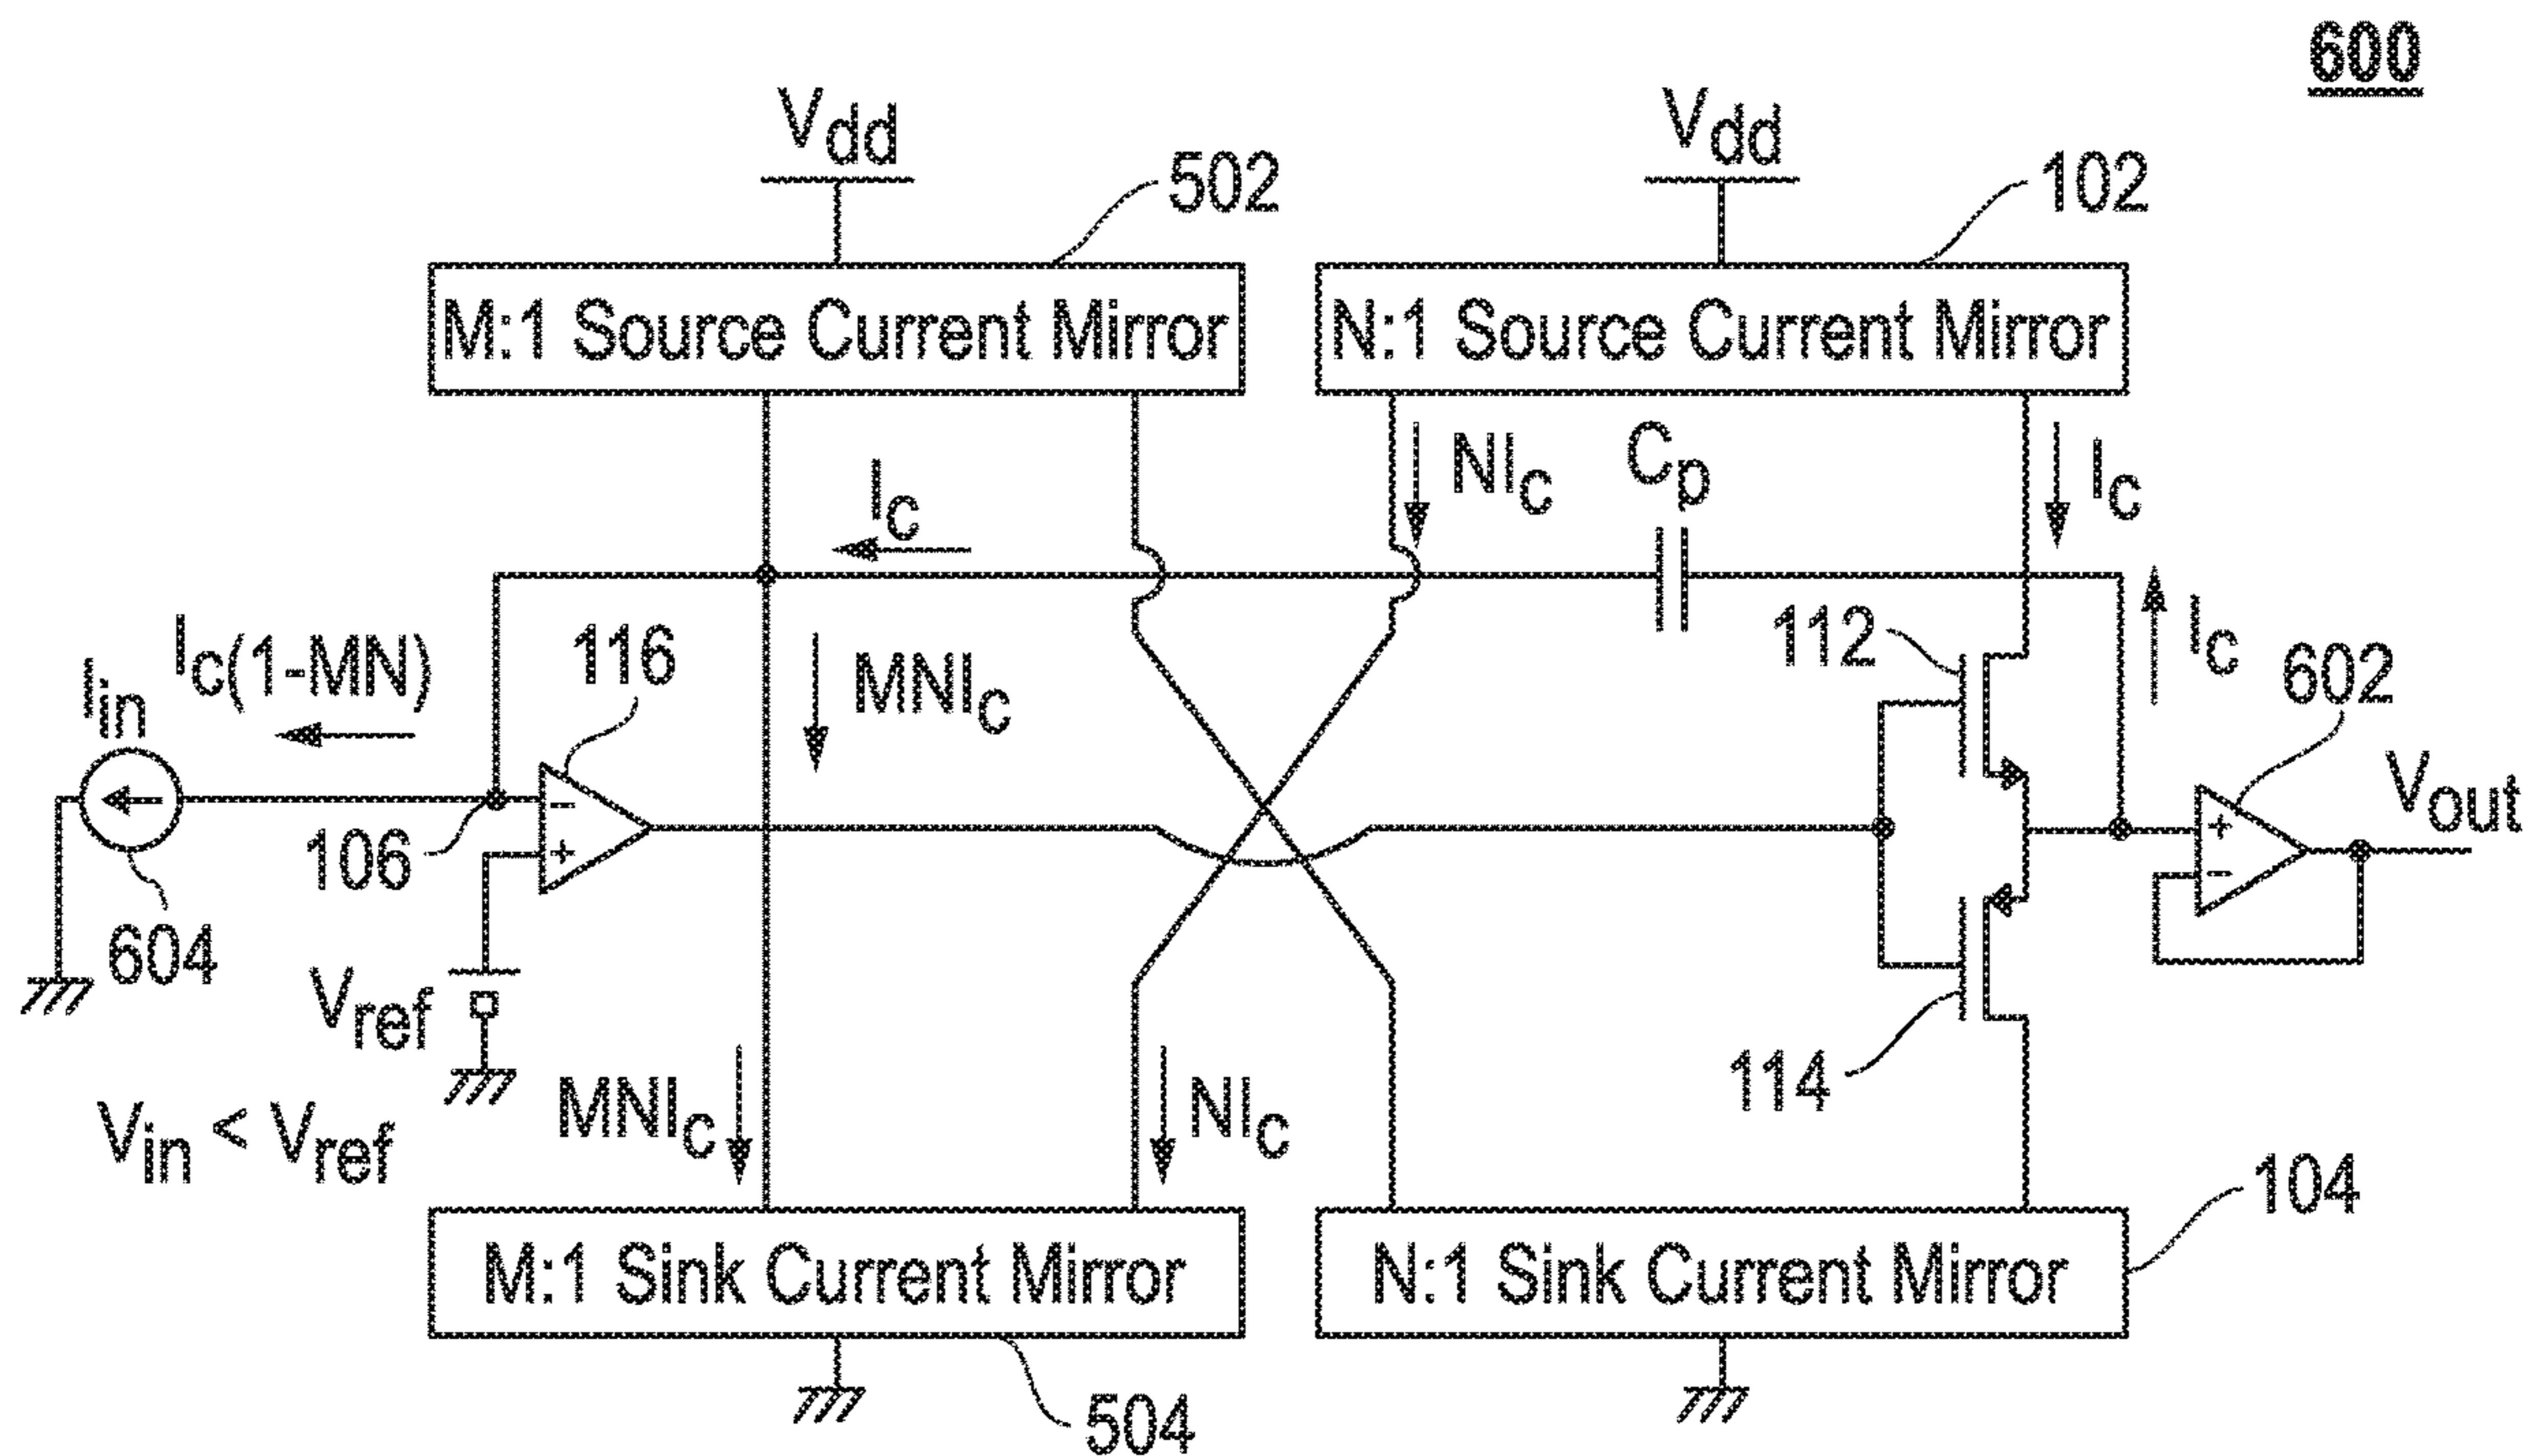 600
Vdd
Vdd
502
102
M:1 Source Current Mirror
N:1 Source Current Mirror
Ic
NIc
Cp
Ic
Iin
Ic(1-MN)
116
MNIc
112
Ic
602
Vout
-
+
106
+
-
604
Vref
Vin < Vref
MNIc
NIc
114
104
M:1 Sink Current Mirror
N:1 Sink Current Mirror
504